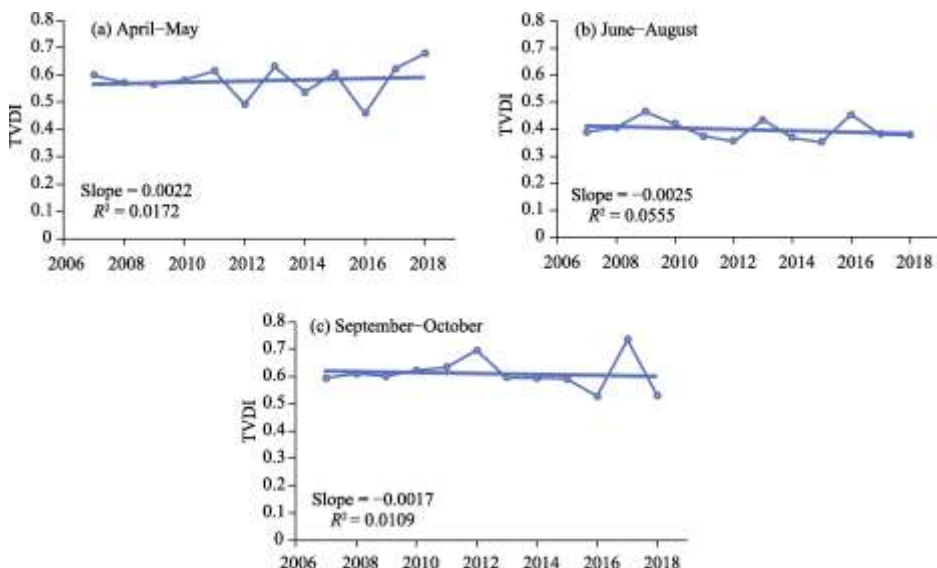 (a) April−May
TVDI
0.8
0.7
0.6
0.5
0.4
0.3
0.2
0.1
0
Slope = 0.0022
R² = 0.0172
2006 2008 2010 2012 2014 2016 2018
(b) June−August
TVDI
0.8
0.7
0.6
0.5
0.4
0.3
0.2
0.1
0
Slope = −0.0025
R² = 0.0555
2006 2008 2010 2012 2014 2016 2018
(c) September−October
TVDI
0.8
0.7
0.6
0.5
0.4
0.3
0.2
0.1
0
Slope = −0.0017
R² = 0.0109
2006 2008 2010 2012 2014 2016 2018